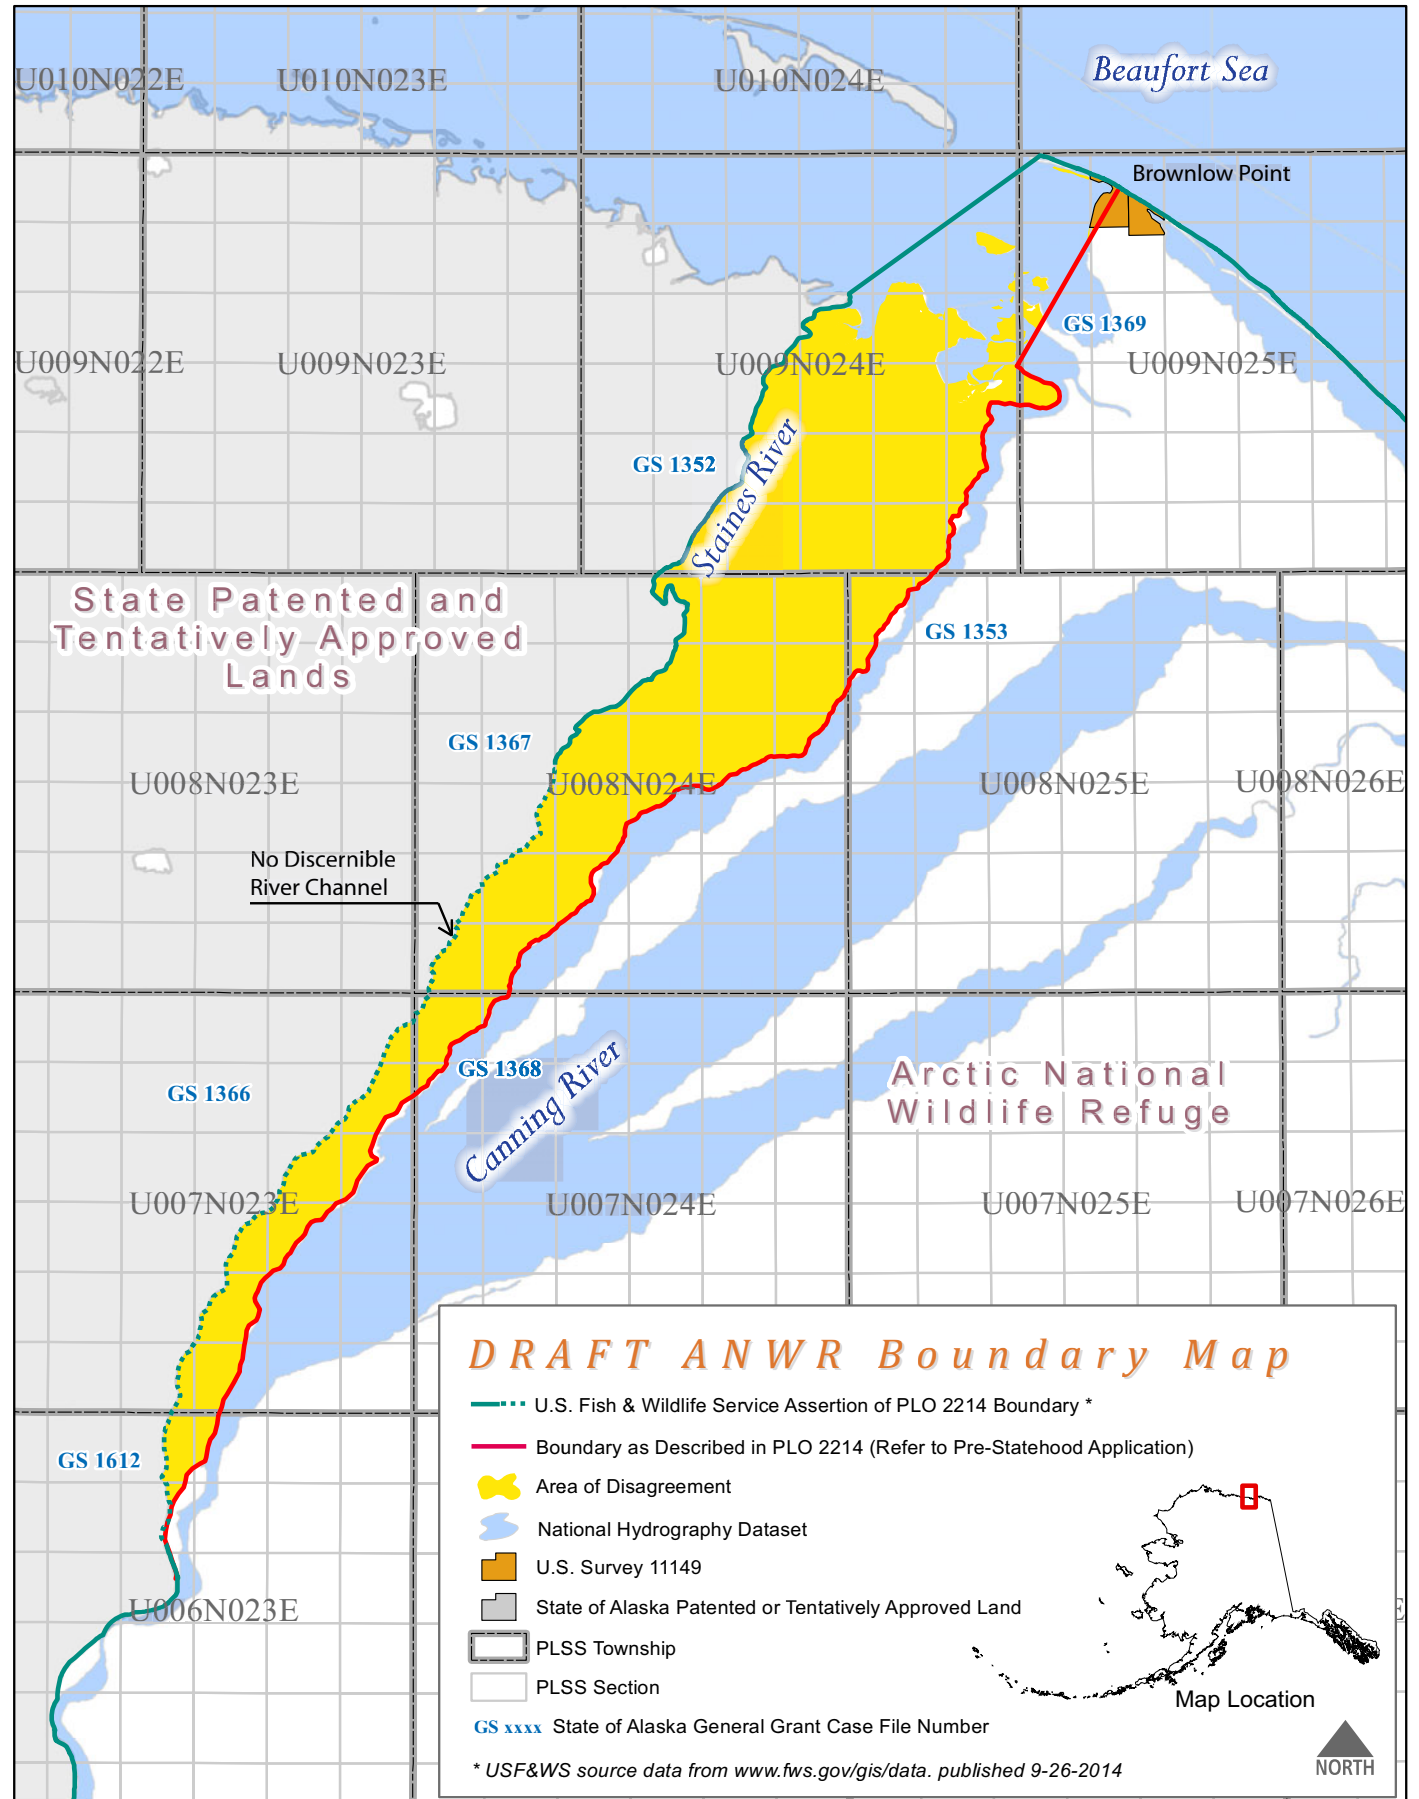 U010N022E
U010N023E
U010N024E
Beaufort Sea
Brownlow Point
GS 1369
U009N022E
U009N023E
U009N024E
U009N025E
GS 1352
Staines River
State Patented and
Tentatively Approved
Lands
GS 1353
GS 1367
U008N023E
U008N024E
U008N025E
U008N026E
No Discernible
River Channel
GS 1368
Canning River
GS 1366
Arctic National
Wildlife Refuge
U007N023E
U007N024E
U007N025E
U007N026E
GS 1612
U006N023E
E
DRAFT ANWR Boundary Map
U.S. Fish & Wildlife Service Assertion of PLO 2214 Boundary *
Boundary as Described in PLO 2214 (Refer to Pre-Statehood Application)
Area of Disagreement
National Hydrography Dataset
U.S. Survey 11149
State of Alaska Patented or Tentatively Approved Land
PLSS Township
PLSS Section
GS xxxx State of Alaska General Grant Case File Number
* USF&WS source data from www.fws.gov/gis/data. published 9-26-2014
Map Location
NORTH